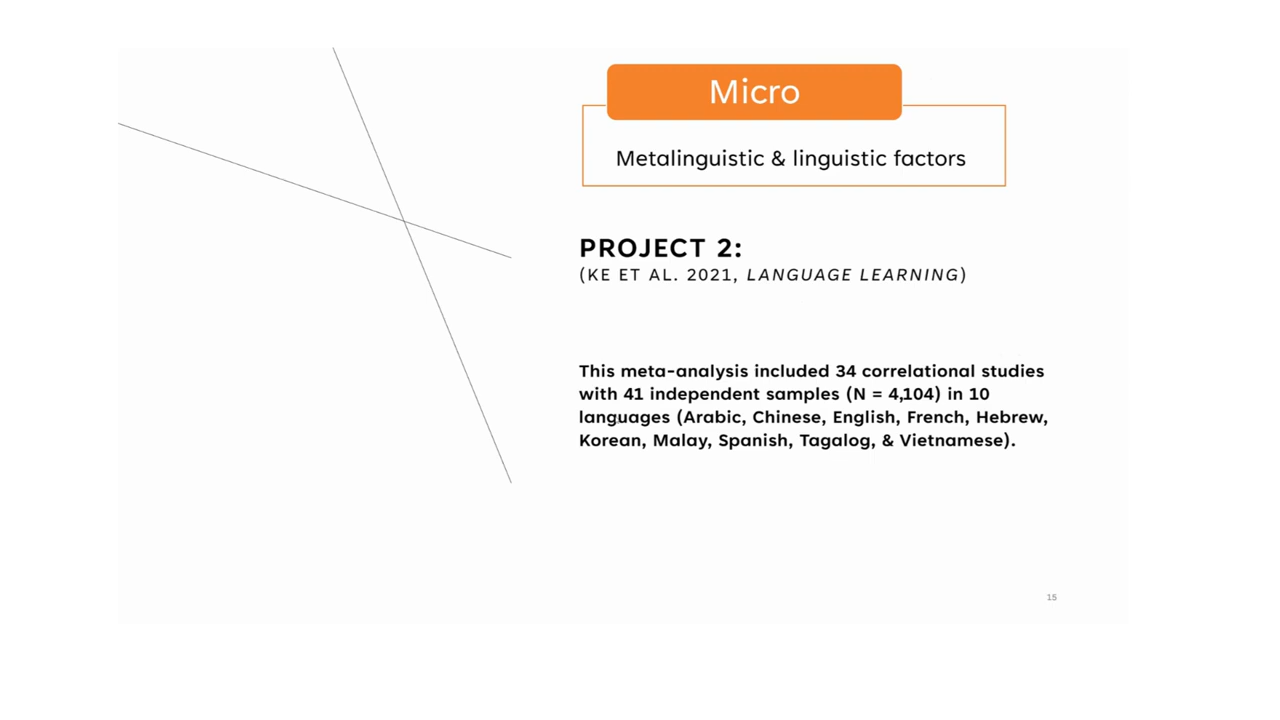 Micro
Metalinguistic & linguistic factors
PROJECT 2:
(KE ET AL. 2021, LANGUAGE LEARNING)
This meta-analysis included 34 correlational studies
with 41 independent samples (N = 4,104) in 10
languages (Arabic, Chinese, English, French, Hebrew,
Korean, Malay, Spanish, Tagalog, & Vietnamese).
15